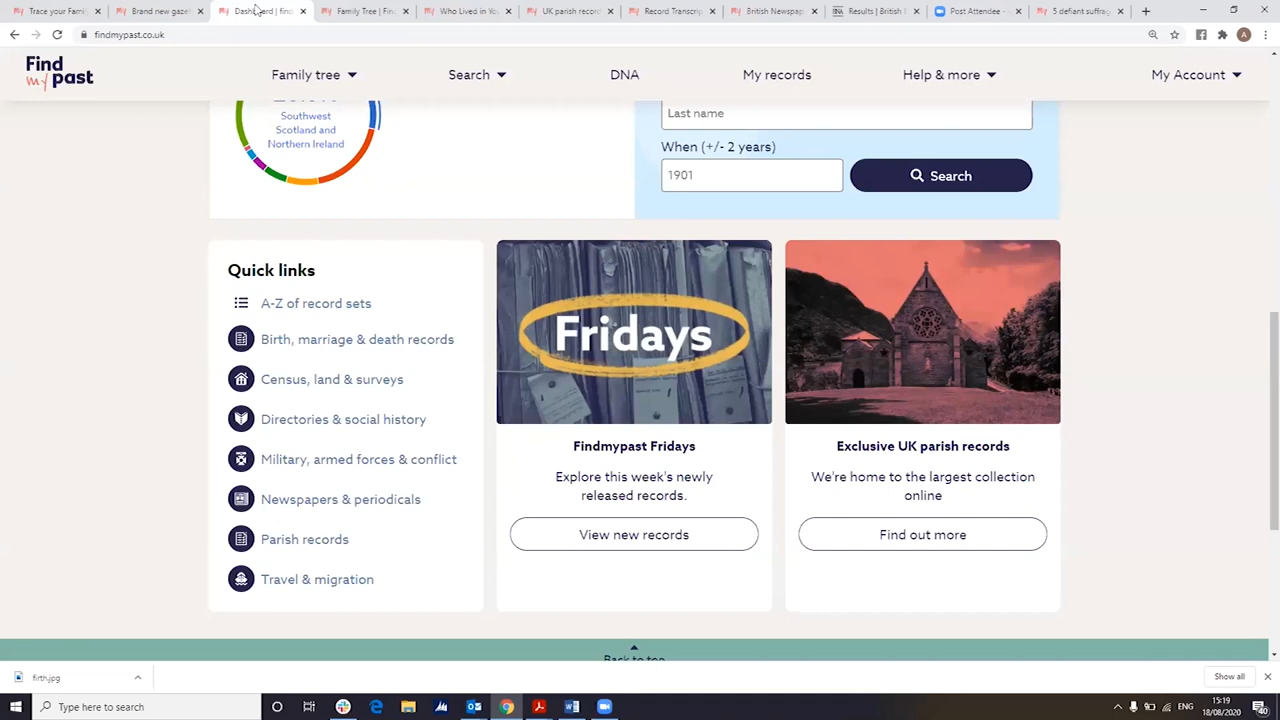 Trace your Famil
Brand new gazet
Dashboard | find
Family Tree | Finc
Who Lived in You
UK parish record
Record Transcrip
British Newspap
BNA Results | British
Post Attendee -
5 defiant suffrag
findmypast.co.uk
A
Find my past
Family tree
Search
DNA
My records
Help & more
My Account
Southwest
Scotland and
Northern Ireland
Last name
When (+/- 2 years)
1901
Search
Quick links
A-Z of record sets
Birth, marriage & death records
Census, land & surveys
Directories & social history
Military, armed forces & conflict
Newspapers & periodicals
Parish records
Travel & migration
Fridays
Findmypast Fridays
Explore this week's newly
released records.
View new records
Exclusive UK parish records
We're home to the largest collection
online
Find out more
Back to top
firth.jpg
Show all
Type here to search
ENG
15:19
18/08/2020